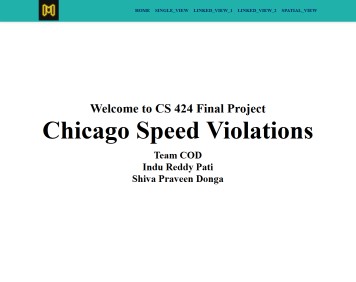 HOME SINGLE_VIEW LINKED_VIEW_1 LINKED_VIEW_2 SPATIAL_VIEW
Welcome to CS 424 Final Project
Chicago Speed Violations
Team COD
Indu Reddy Pati
Shiva Praveen Donga